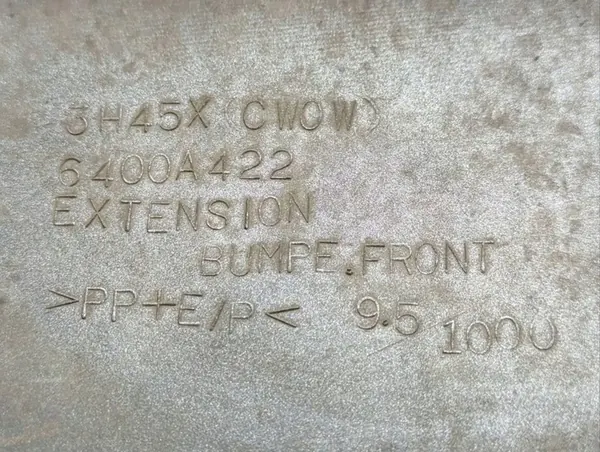 3H45X (CWOW)
6400A422
EXTENSION
BUMPE.FRONT
>PP+E/P< 9.5 1000